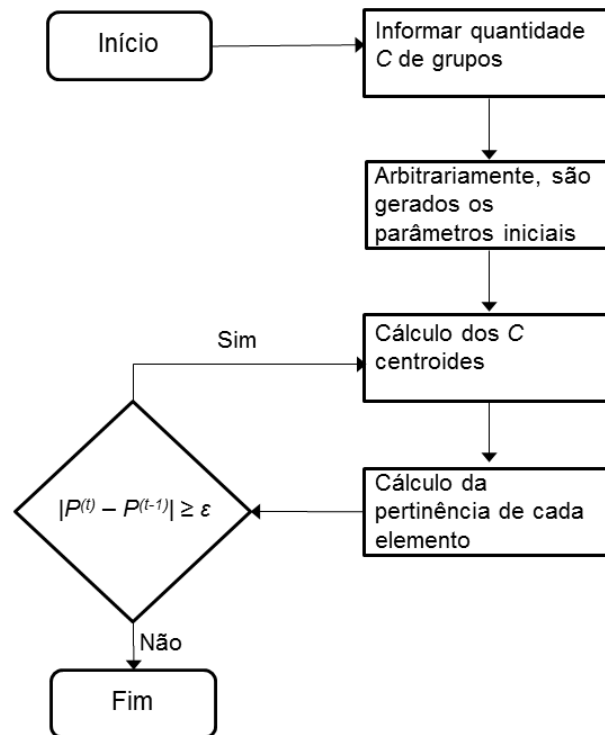 Início
Informar quantidade
C de grupos
Arbitrariamente, são
gerados os
parâmetros iniciais
Sim
Cálculo dos C
centroides
|P(t) – P(t-1)| ≥ ε
Cálculo da
pertinência de cada
elemento
Não
Fim